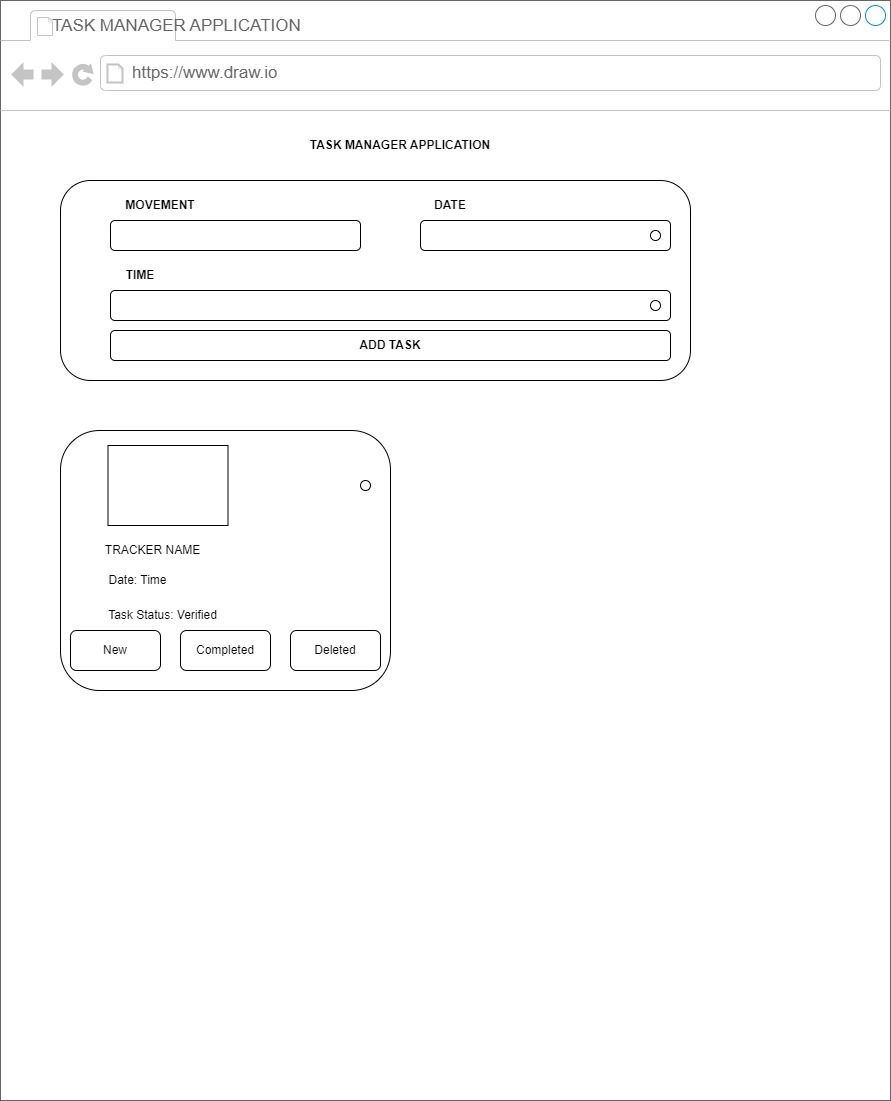 TASK MANAGER APPLICATION
https://www.draw.io
TASK MANAGER APPLICATION
MOVEMENT DATE
TIME
ADD TASK
TRACKER NAME
Date: Time
Task Status: Verified
New Completed Deleted